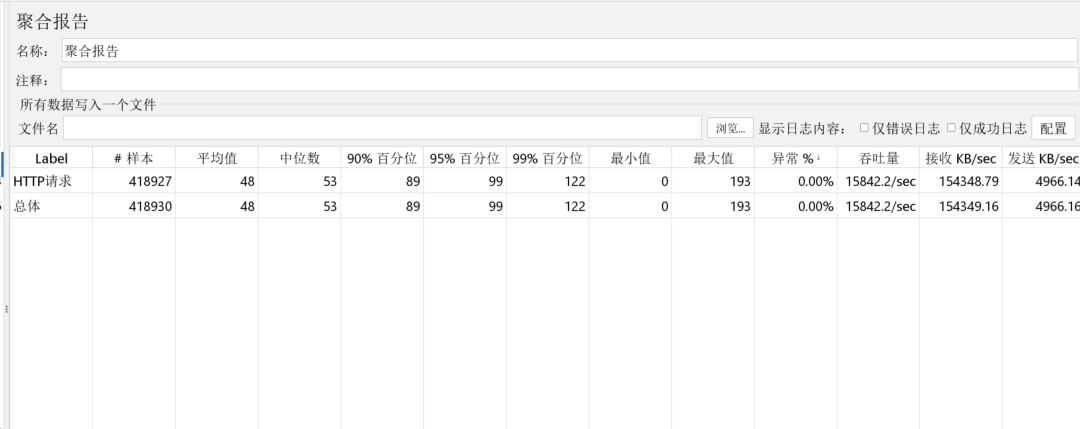 聚合报告
名称： 聚合报告
注释：
所有数据写入一个文件
文件名 浏览... 显示日志内容： 仅错误日志 仅成功日志 配置
Label # 样本 平均值 中位数 90% 百分位 95% 百分位 99% 百分位 最小值 最大值 异常 % 吞吐量 接收 KB/sec 发送 KB/sec
HTTP请求 418927 48 53 89 99 122 0 193 0.00% 15842.2/sec 154348.79 4966.14
总体 418930 48 53 89 99 122 0 193 0.00% 15842.2/sec 154349.16 4966.16